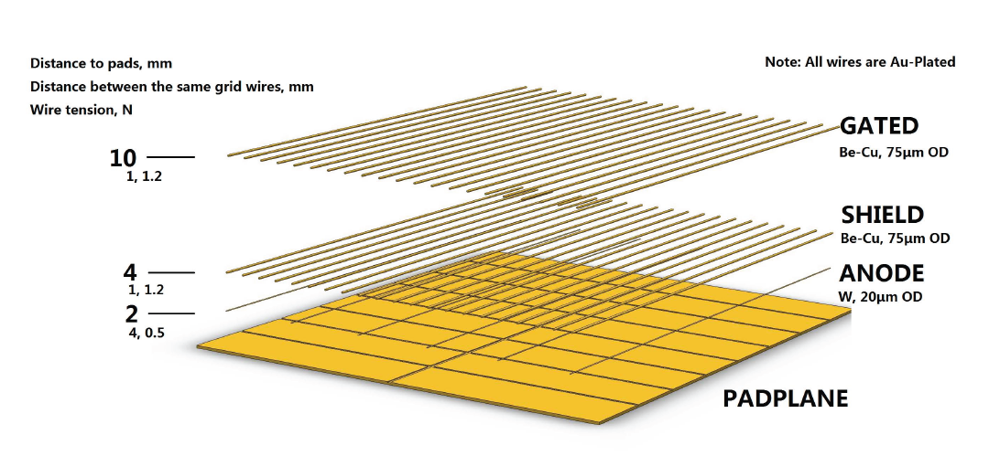 Distance to pads, mm
Distance between the same grid wires, mm
Wire tension, N
Note: All wires are Au-Plated
10
1, 1.2
GATED
Be-Cu, 75µm OD
SHIELD
Be-Cu, 75µm OD
4
1, 1.2
ANODE
W, 20µm OD
2
4, 0.5
PADPLANE